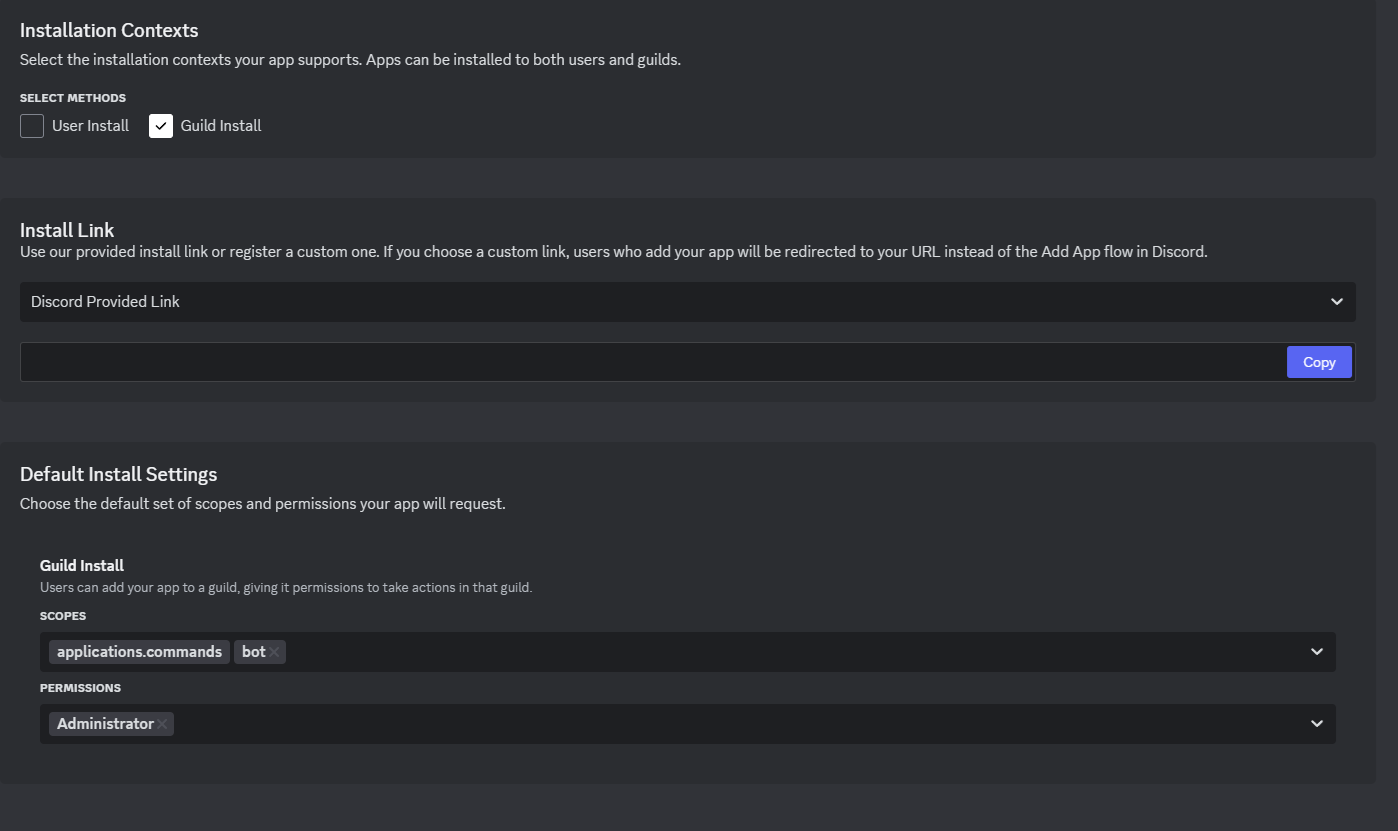 Installation Contexts
Select the installation contexts your app supports. Apps can be installed to both users and guilds.
SELECT METHODS
User Install Guild Install
Install Link
Use our provided install link or register a custom one. If you choose a custom link, users who add your app will be redirected to your URL instead of the Add App flow in Discord.
Discord Provided Link
Copy
Default Install Settings
Choose the default set of scopes and permissions your app will request.
Guild Install
Users can add your app to a guild, giving it permissions to take actions in that guild.
SCOPES
applications.commands bot
PERMISSIONS
Administrator